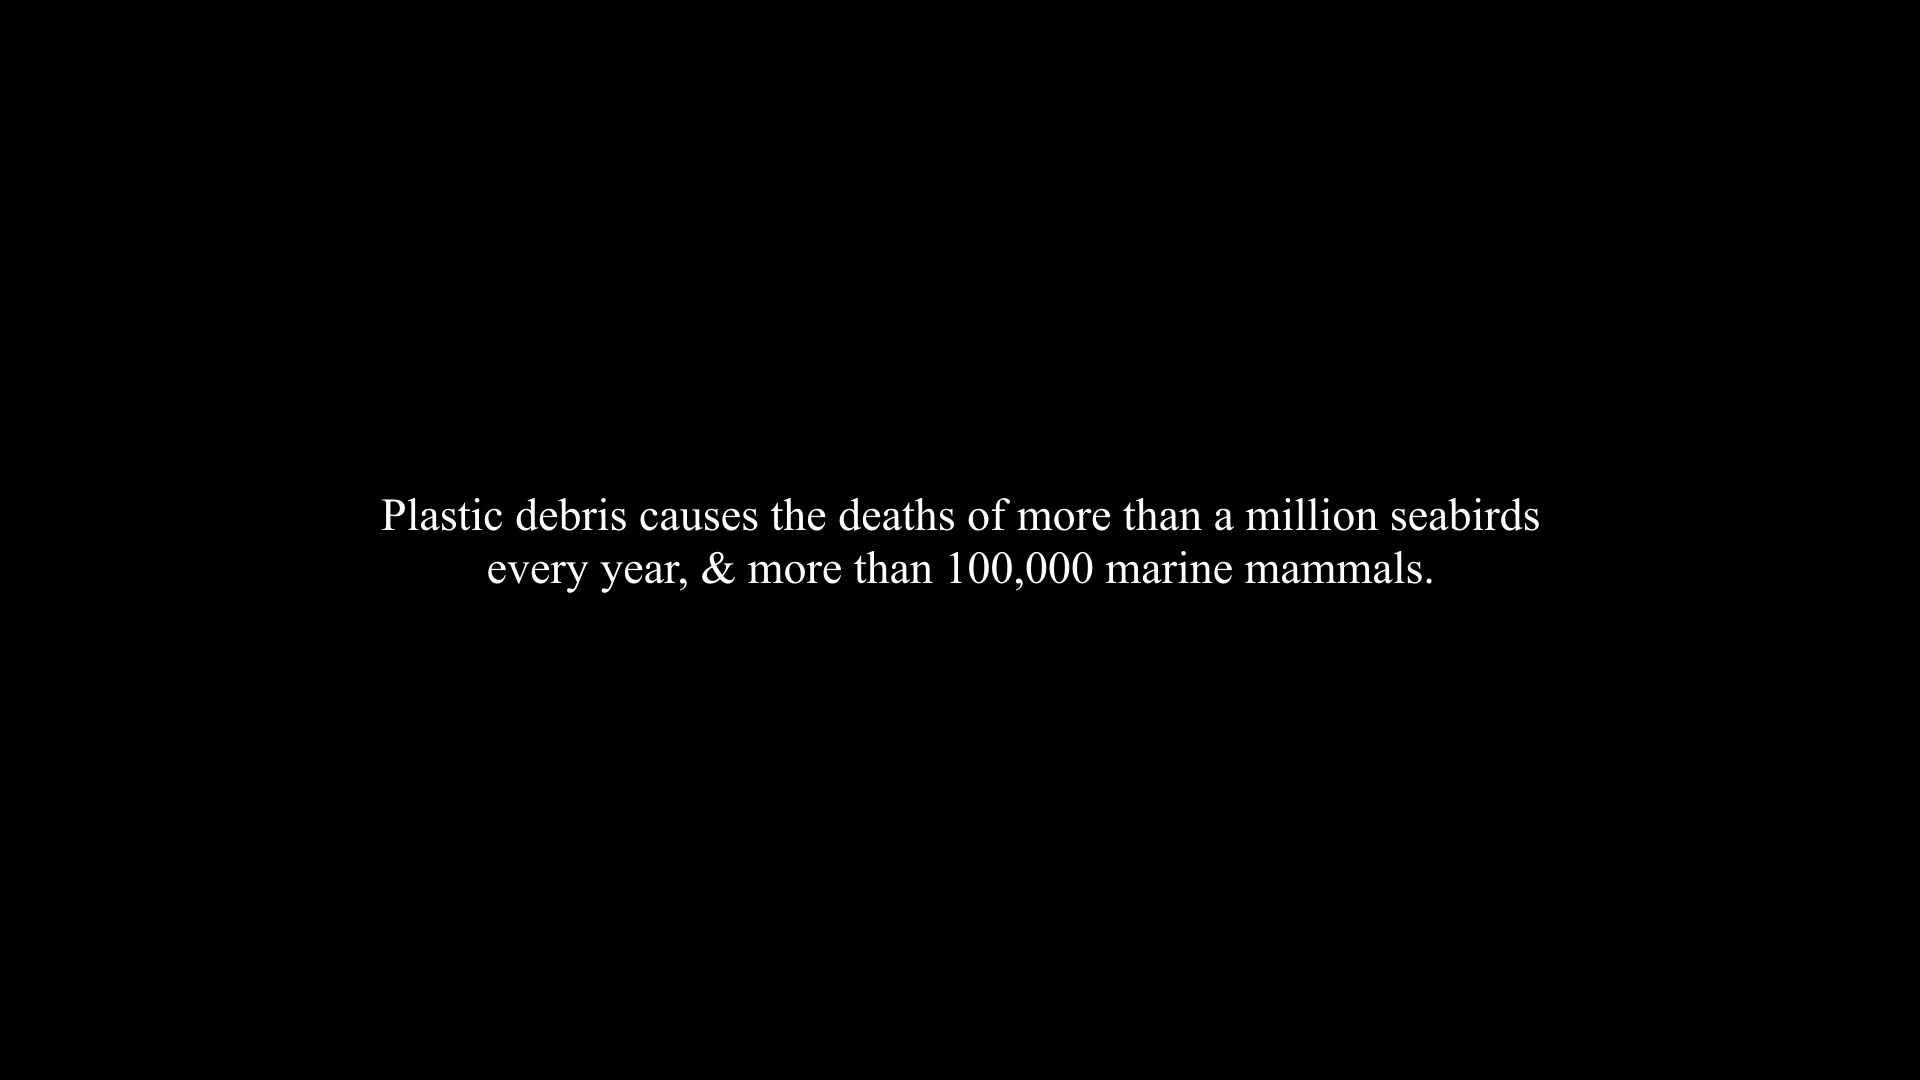 Plastic debris causes the deaths of more than a million seabirds
every year, & more than 100,000 marine mammals.